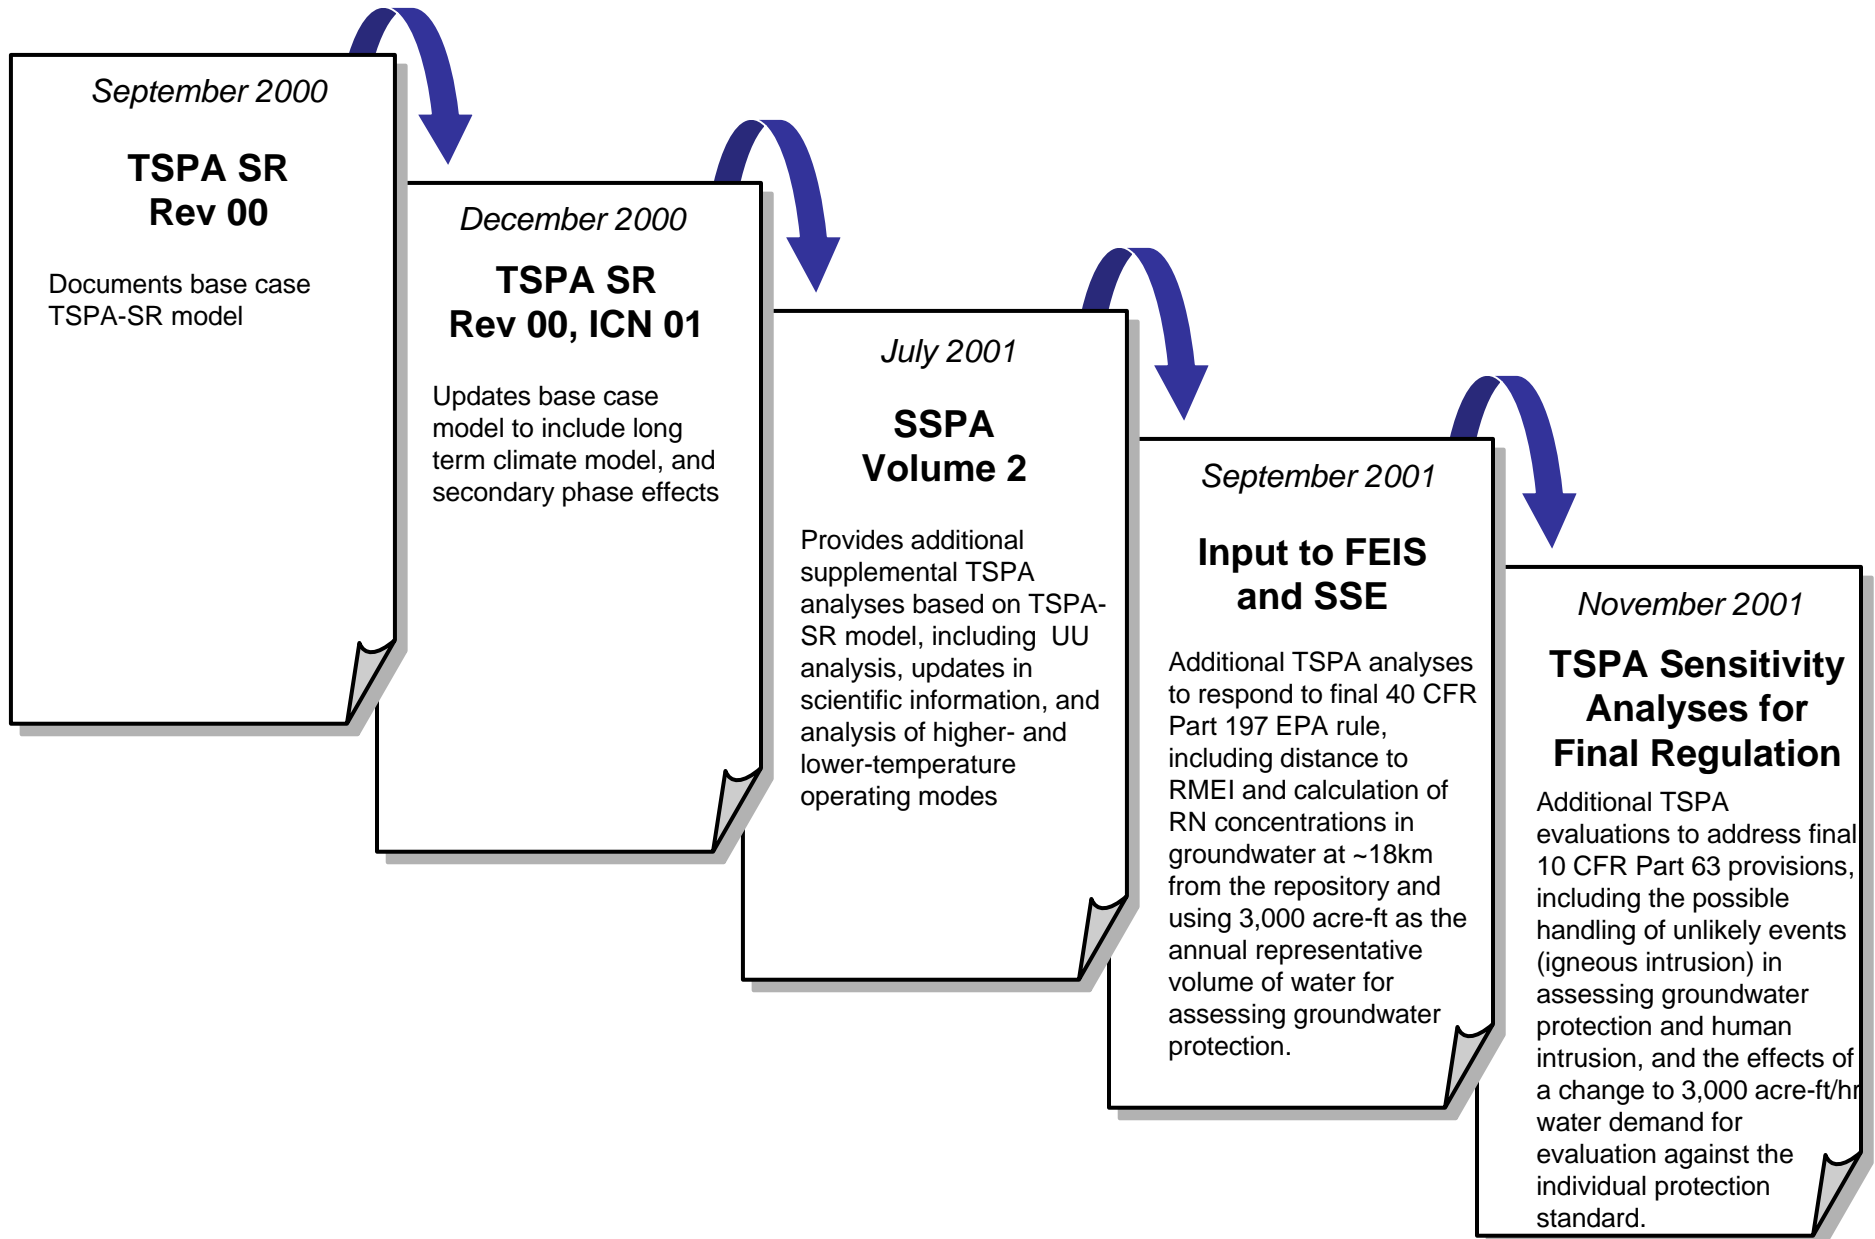 September 2000
TSPA SR
Rev 00
Documents base case
TSPA-SR model
December 2000
TSPA SR
Rev 00, ICN 01
Updates base case
model to include long
term climate model, and
secondary phase effects
July 2001
SSPA
Volume 2
Provides additional
supplemental TSPA
analyses based on TSPA-
SR model, including  UU
analysis, updates in
scientific information, and
analysis of higher- and
lower-temperature
operating modes
September 2001
Input to FEIS
and SSE
Additional TSPA analyses
to respond to final 40 CFR
Part 197 EPA rule,
including distance to
RMEI and calculation of
RN concentrations in
groundwater at ~18km
from the repository and
using 3,000 acre-ft as the
annual representative
volume of water for
assessing groundwater
protection.
November 2001
TSPA Sensitivity
Analyses for
Final Regulation
Additional TSPA
evaluations to address final
10 CFR Part 63 provisions,
including the possible
handling of unlikely events
(igneous intrusion) in
assessing groundwater
protection and human
intrusion, and the effects of
a change to 3,000 acre-ft/hr
water demand for
evaluation against the
individual protection
standard.